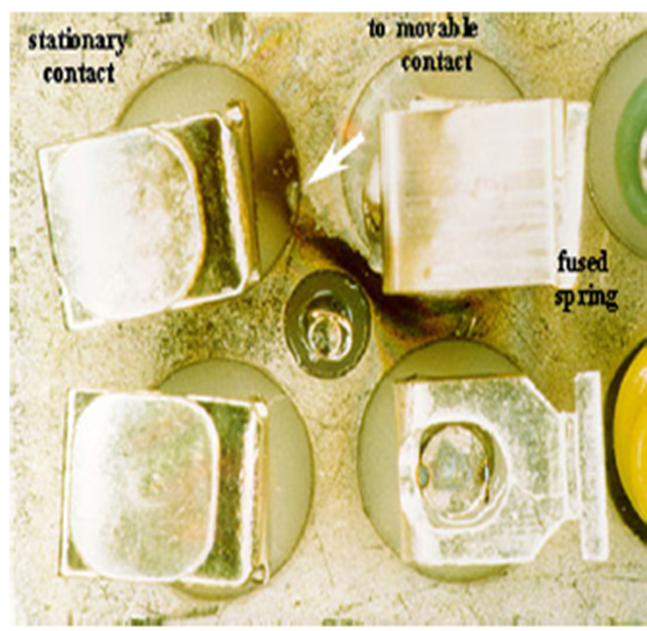 stationary
contact
to movable
contact
fused
spring